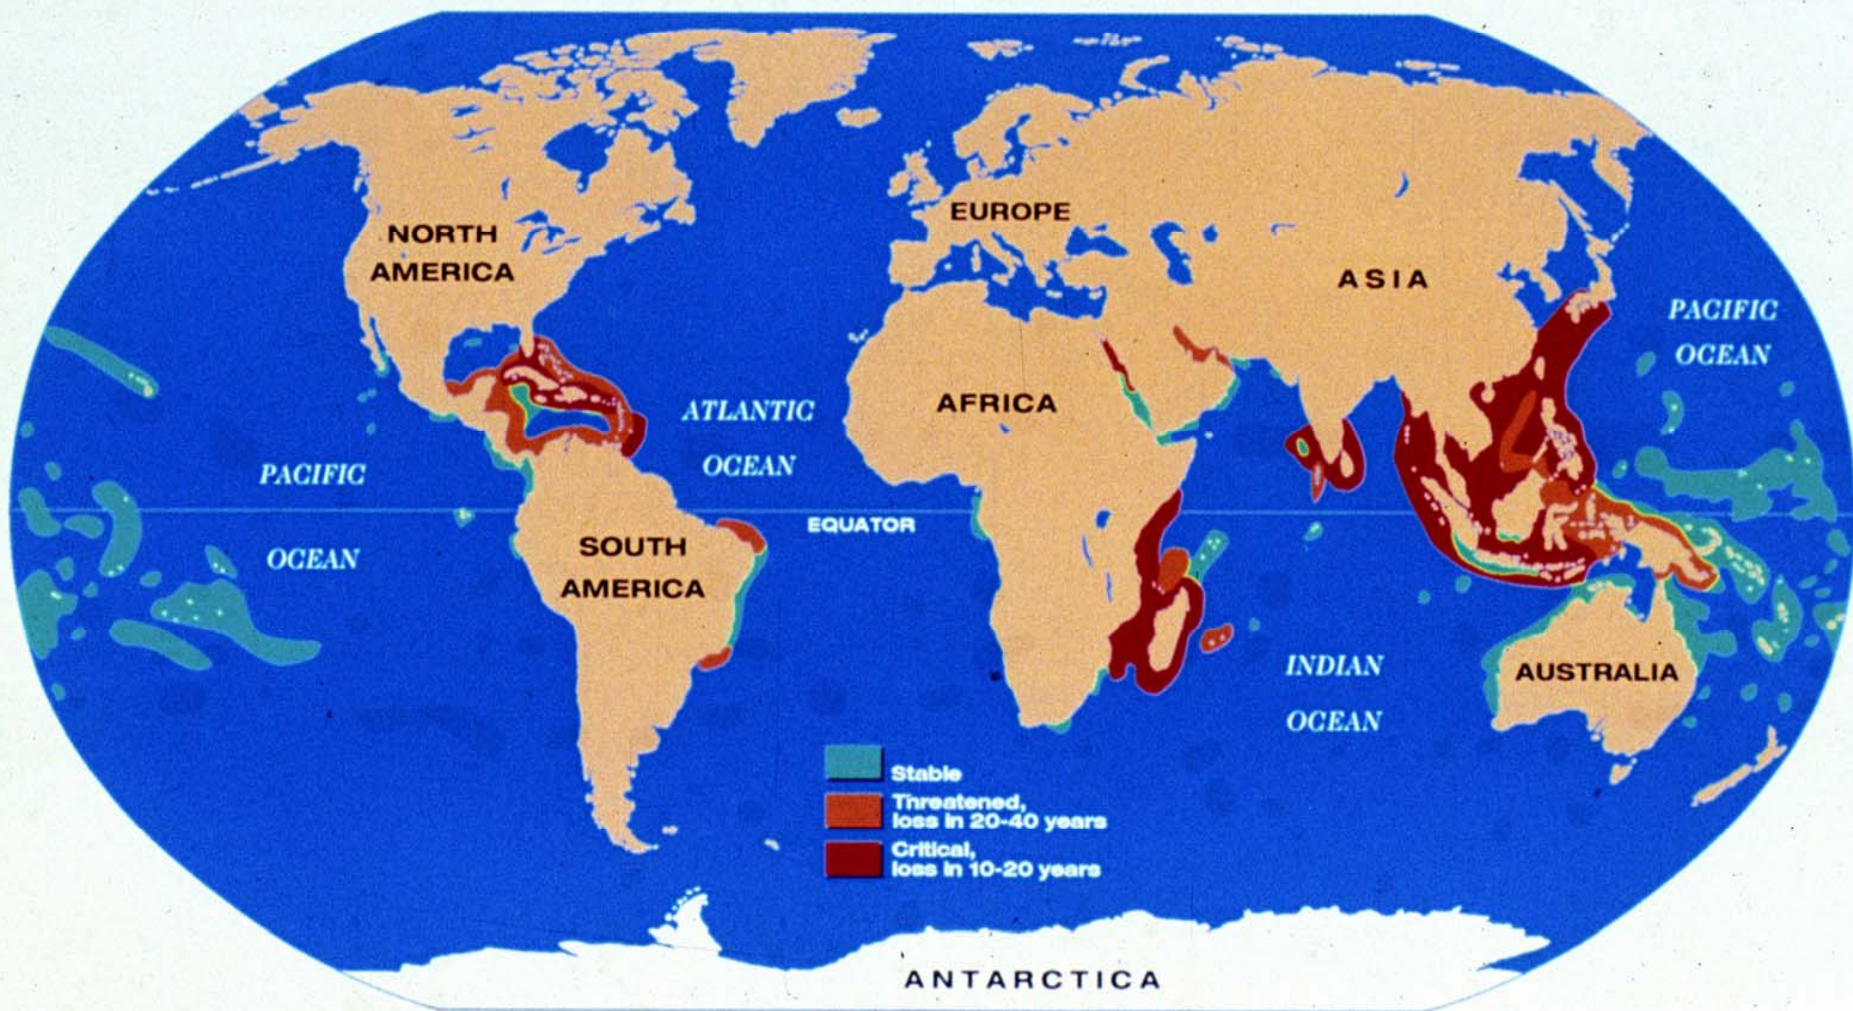 NORTH
AMERICA
EUROPE
ASIA
PACIFIC
OCEAN
ATLANTIC
OCEAN
AFRICA
PACIFIC
OCEAN
EQUATOR
SOUTH
AMERICA
INDIAN
OCEAN
AUSTRALIA
Stable
Threatened,
loss in 20-40 years
Critical,
loss in 10-20 years
ANTARCTICA